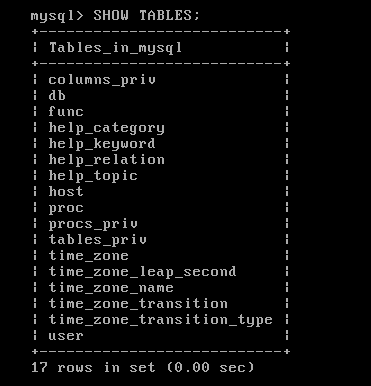 mysql> SHOW TABLES;
+---------------------------+
| Tables_in_mysql           |
+---------------------------+
| columns_priv              |
| db                        |
| func                      |
| help_category             |
| help_keyword              |
| help_relation             |
| help_topic                |
| host                      |
| proc                      |
| procs_priv                |
| tables_priv               |
| time_zone                 |
| time_zone_leap_second     |
| time_zone_name            |
| time_zone_transition      |
| time_zone_transition_type |
| user                      |
+---------------------------+
17 rows in set (0.00 sec)